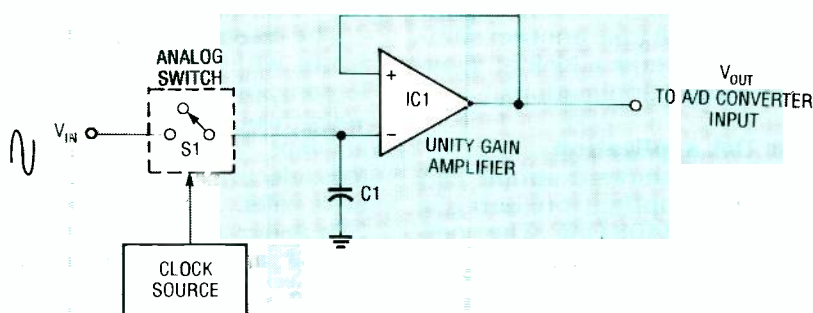 ANALOG
SWITCH
V_IN
S1
+
IC1
−
UNITY GAIN
AMPLIFIER
V_OUT
TO A/D CONVERTER
INPUT
C1
CLOCK
SOURCE